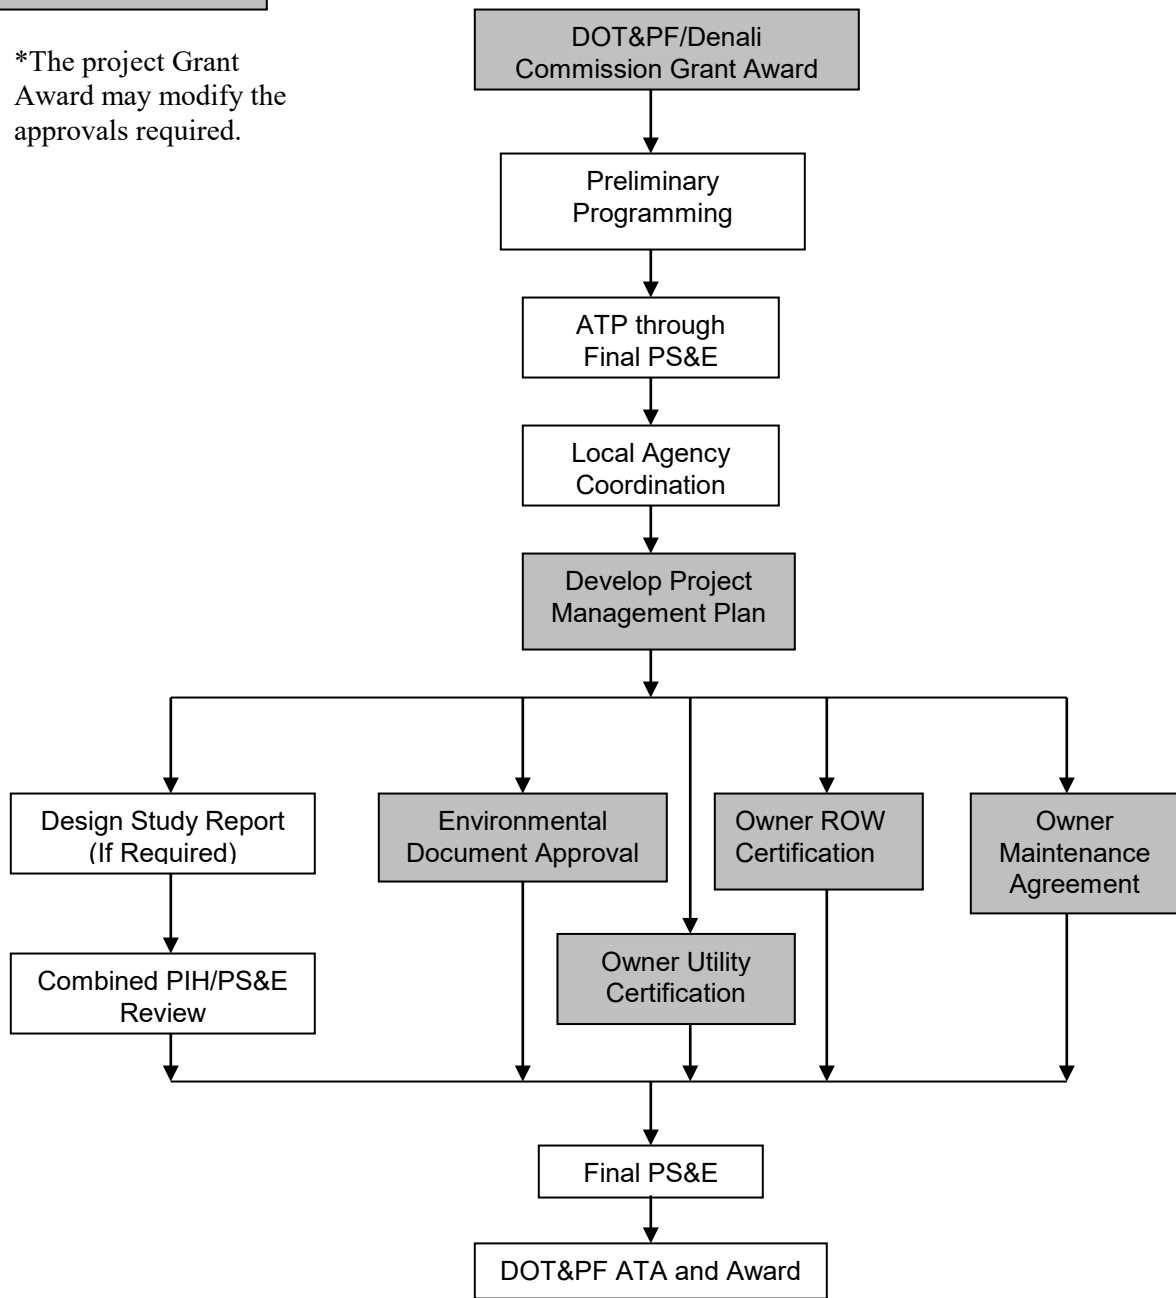 *The project Grant
Award may modify the
approvals required.
DOT&PF/Denali
Commission Grant Award
Preliminary
Programming
ATP through
Final PS&E
Local Agency
Coordination
Develop Project
Management Plan
Design Study Report
(If Required)
Environmental
Document Approval
Owner ROW
Certification
Owner
Maintenance
Agreement
Combined PIH/PS&E
Review
Owner Utility
Certification
Final PS&E
DOT&PF ATA and Award